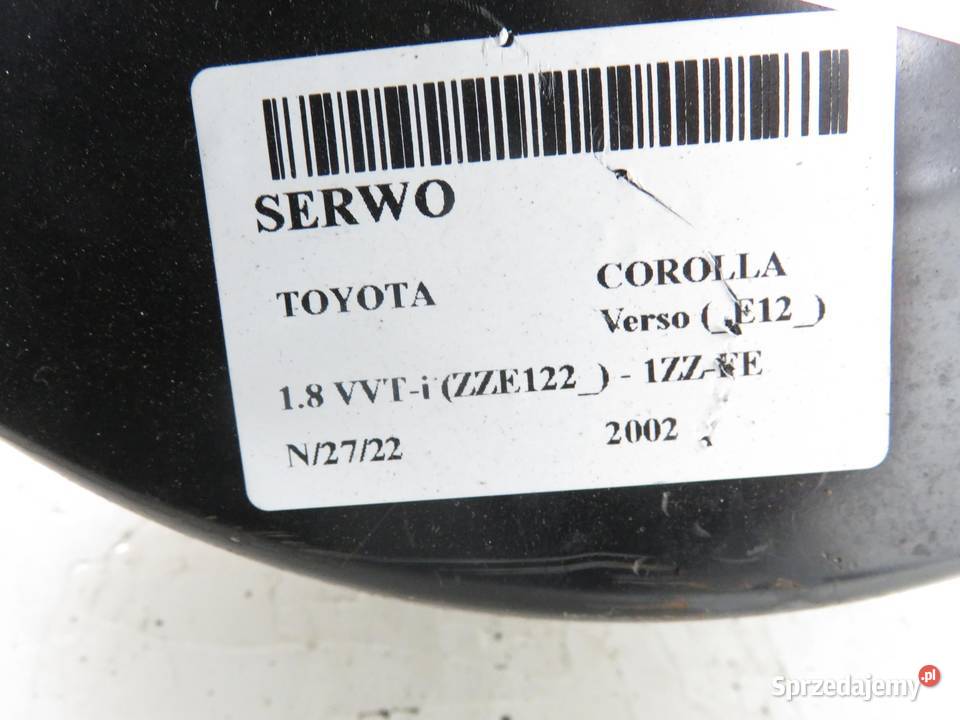 SERWO
TOYOTA
COROLLA
Verso (_E12_)
1.8 VVT-i (ZZE122_) - 1ZZ-FE
N/27/22
2002
Sprzedajemy.pl